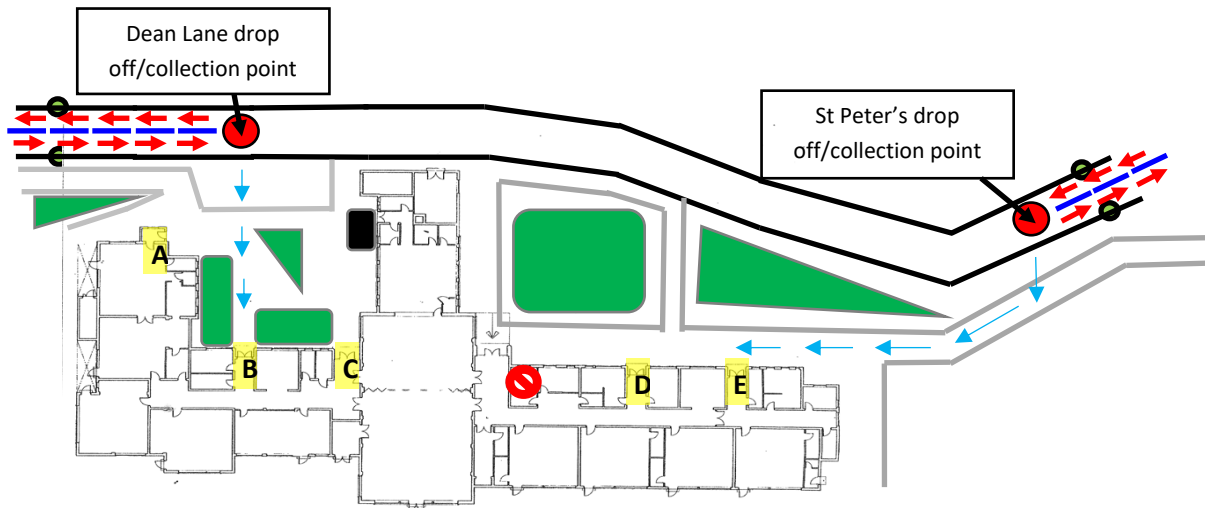 Dean Lane drop
off/collection point
St Peter’s drop
off/collection point
A
B
C
D
E